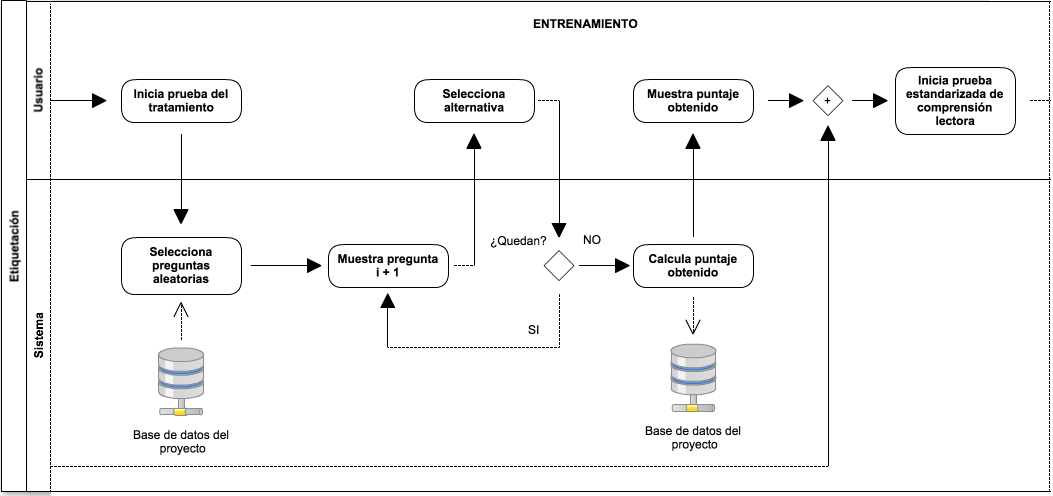 ENTRENAMIENTO
Etiquetación
Usuario
Inicia prueba del
tratamiento
Selecciona
alternativa
Muestra puntaje
obtenido
+
Inicia prueba
estandarizada de
comprensión
lectora
Sistema
Selecciona
preguntas
aleatorias
Muestra pregunta
i + 1
¿Quedan?
NO
SI
Calcula puntaje
obtenido
Base de datos del
proyecto
Base de datos del
proyecto